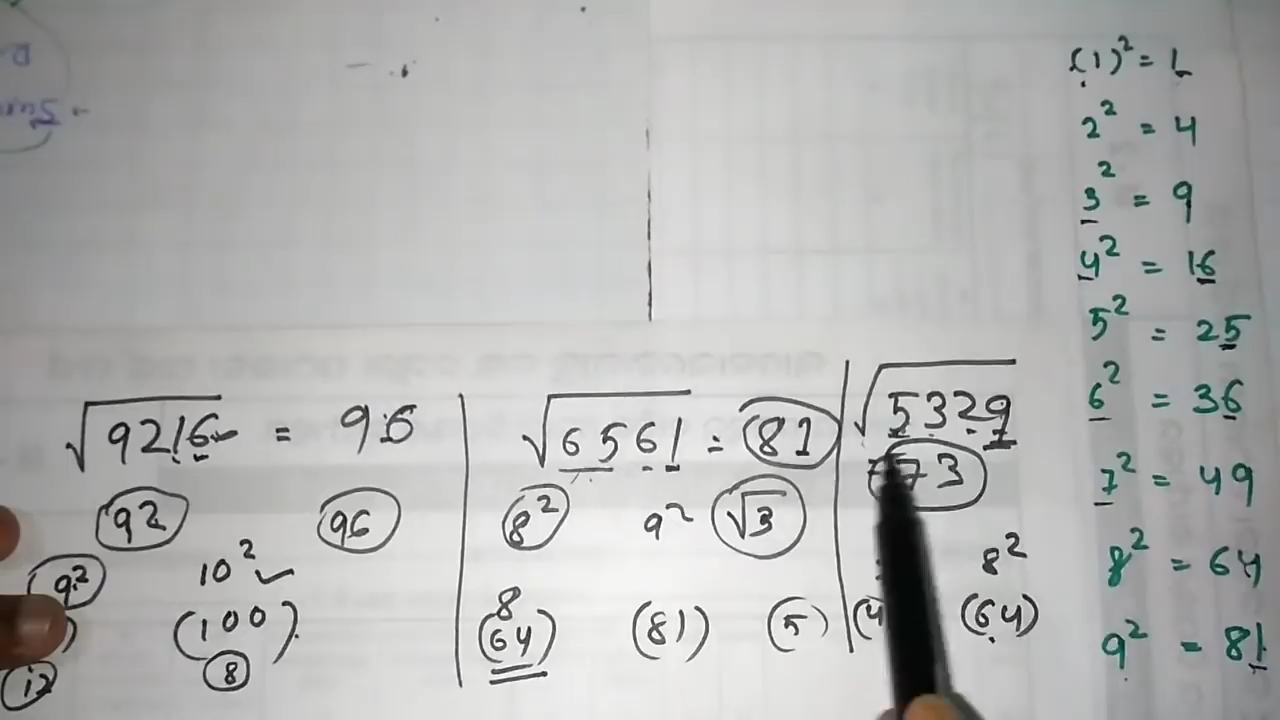 √9216 = 96
92 96
9² 10²
(100)
12 8
√6561 = 81
8² 9² √3
8
(64) (81) (5)
√5329
73
8²
(64)
(1)² = 1
2² = 4
3² = 9
4² = 16
5² = 25
6² = 36
7² = 49
8² = 64
9² = 81